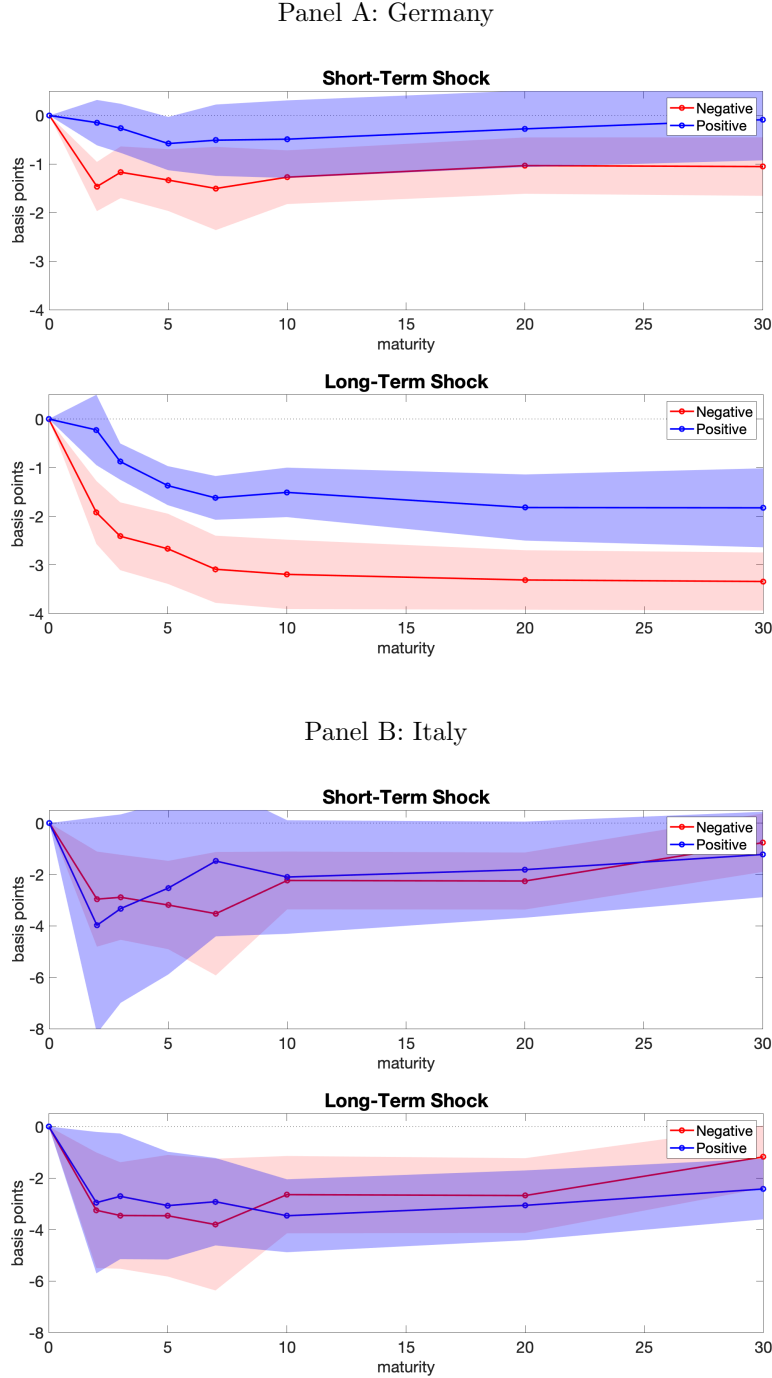 Panel A: Germany
Short-Term Shock
basis points
0
-1
-2
-3
-4
Negative
Positive
0 5 10 15 20 25 30
maturity
Long-Term Shock
basis points
0
-1
-2
-3
-4
Negative
Positive
0 5 10 15 20 25 30
maturity
Panel B: Italy
Short-Term Shock
basis points
0
-2
-4
-6
-8
Negative
Positive
0 5 10 15 20 25 30
maturity
Long-Term Shock
basis points
0
-2
-4
-6
-8
Negative
Positive
0 5 10 15 20 25 30
maturity